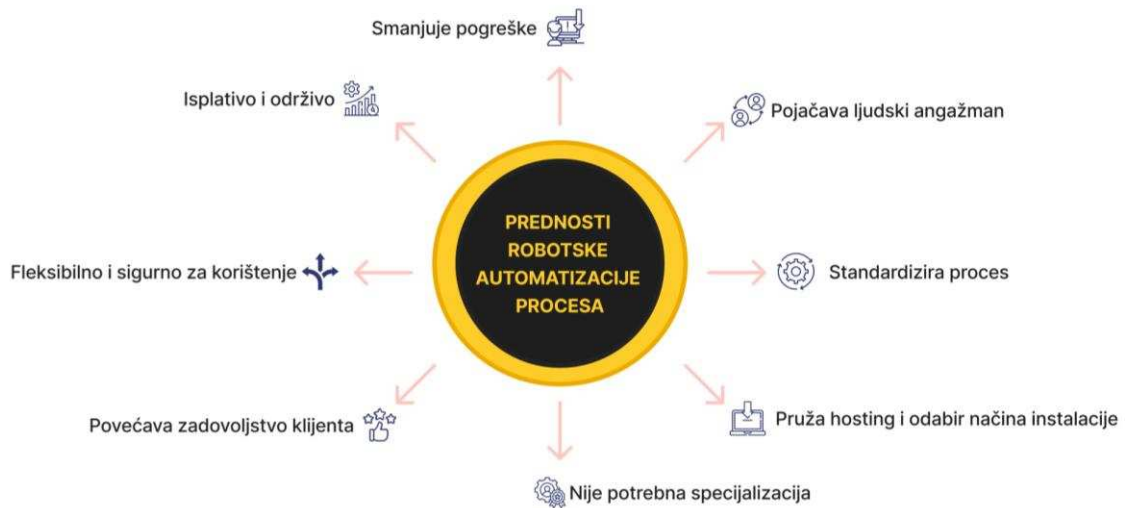 Smanjuje pogreške
Isplativo i održivo
Pojačava ljudski angažman
PREDNOSTI
ROBOTSKE
AUTOMATIZACIJE
PROCESA
Fleksibilno i sigurno za korištenje
Standardizira proces
Povećava zadovoljstvo klijenta
Pruža hosting i odabir načina instalacije
Nije potrebna specijalizacija